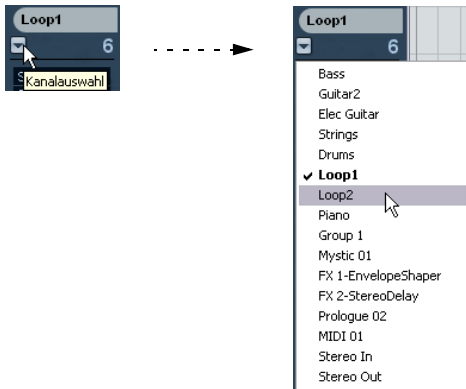 Loop1
6
Kanalauswahl
Loop1
6
Bass
Guitar2
Elec Guitar
Strings
Drums
Loop1
Loop2
Piano
Group 1
Mystic 01
FX 1-EnvelopeShaper
FX 2-StereoDelay
Prologue 02
MIDI 01
Stereo In
Stereo Out